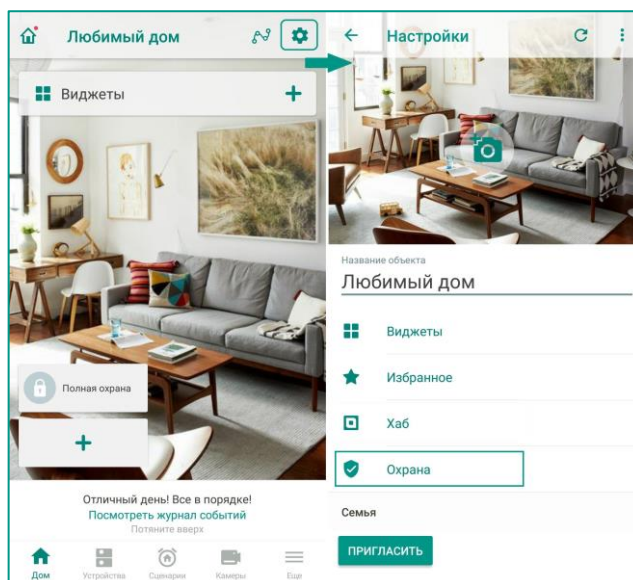 Любимый дом
Виджеты
Полная охрана
Отличный день! Все в порядке!
Посмотреть журнал событий
Потяните вверх
Дом
Устройства
Сценарии
Камеры
Еще
Настройки
Название объекта
Любимый дом
Виджеты
Избранное
Хаб
Охрана
Семья
ПРИГЛАСИТЬ